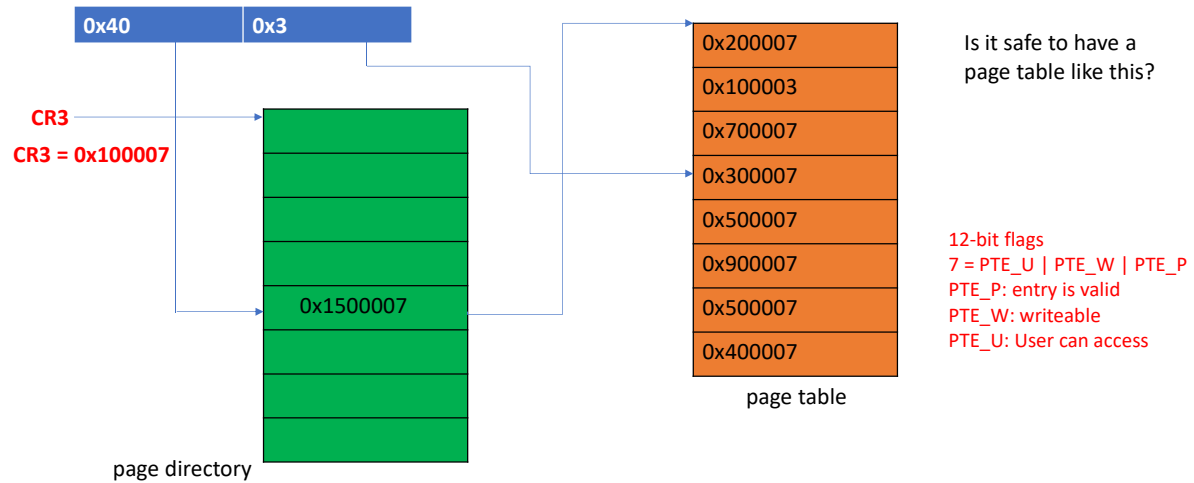 0x40 0x3
CR3
CR3 = 0x100007
0x1500007
page directory
0x200007
0x100003
0x700007
0x300007
0x500007
0x900007
0x500007
0x400007
page table
Is it safe to have a
page table like this?
12-bit flags
7 = PTE_U | PTE_W | PTE_P
PTE_P: entry is valid
PTE_W: writeable
PTE_U: User can access